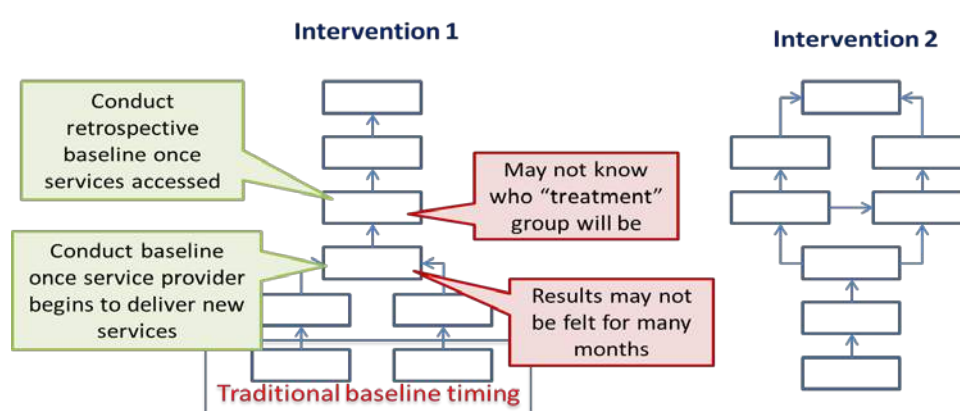 Intervention 1
Intervention 2
Conduct
retrospective
baseline once
services accessed
May not know
who “treatment”
group will be
Conduct baseline
once service provider
begins to deliver new
services
Results may not
be felt for many
months
Traditional baseline timing